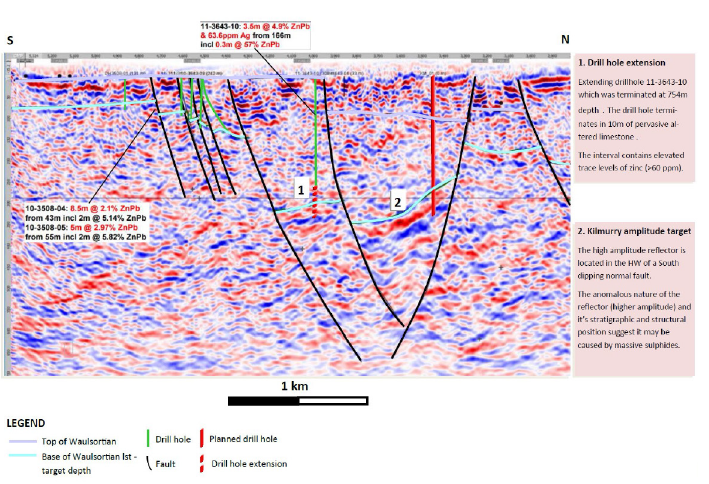 11-3643-10: 3.5m @ 4.9% ZnPb
& 63.6ppm Ag from 166m
incl 0.3m @ 57% ZnPb
S
N
1
2
10-3508-04: 8.5m @ 2.1% ZnPb
from 43m incl 2m @ 5.14% ZnPb
10-3508-05: 5m @ 2.97% ZnPb
from 55m incl 2m @ 5.82% ZnPb
1. Drill hole extension
Extending drillhole 11-3643-10
which was terminated at 754m
depth . The drill hole termi-
nates in 10m of pervasive al-
tered limestone .
The interval contains elevated
trace levels of zinc (>60 ppm).
2. Kilmurry amplitude target
The high amplitude reflector is
located in the HW of a South
dipping normal fault.
The anomalous nature of the
reflector (higher amplitude) and
it's stratigraphic and structural
position suggest it may be
caused by massive sulphides.
1 km
LEGEND
Top of Waulsortian
Base of Waulsortian lst -
target depth
Drill hole
Fault
Planned drill hole
Drill hole extension